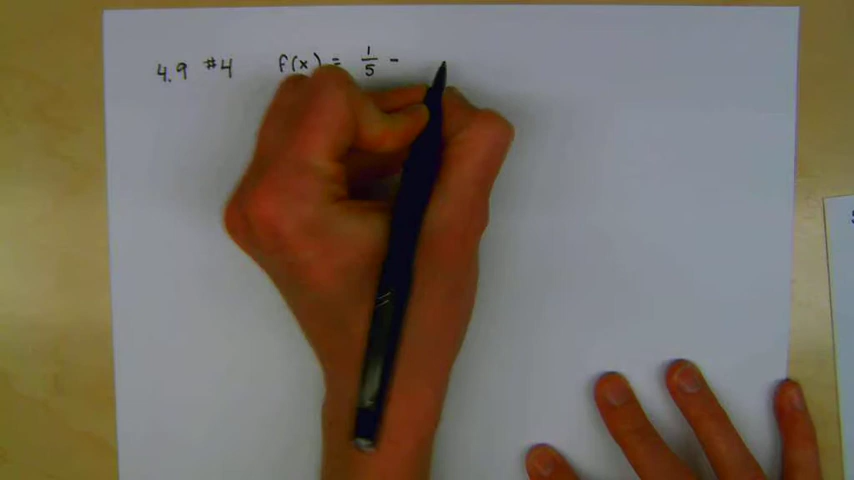 4.9 #4 f(x) = 1/5 -